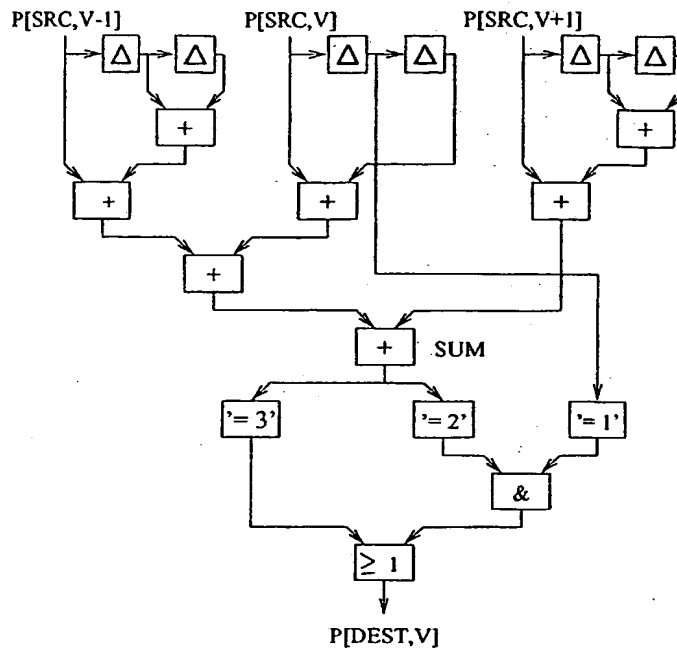 P[SRC,V-1] P[SRC,V] P[SRC,V+1]
Δ Δ Δ Δ Δ Δ
+ +
+ + +
+
+ SUM
'= 3' '= 2' '= 1'
&
≥ 1
P[DEST,V]